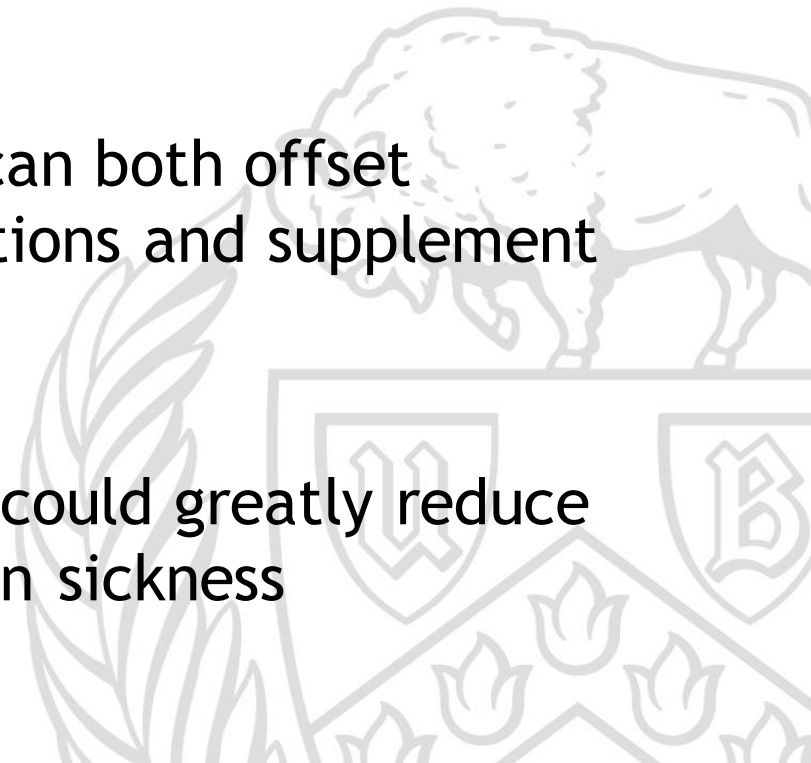 can both offset
tions and supplement
could greatly reduce
n sickness
U B